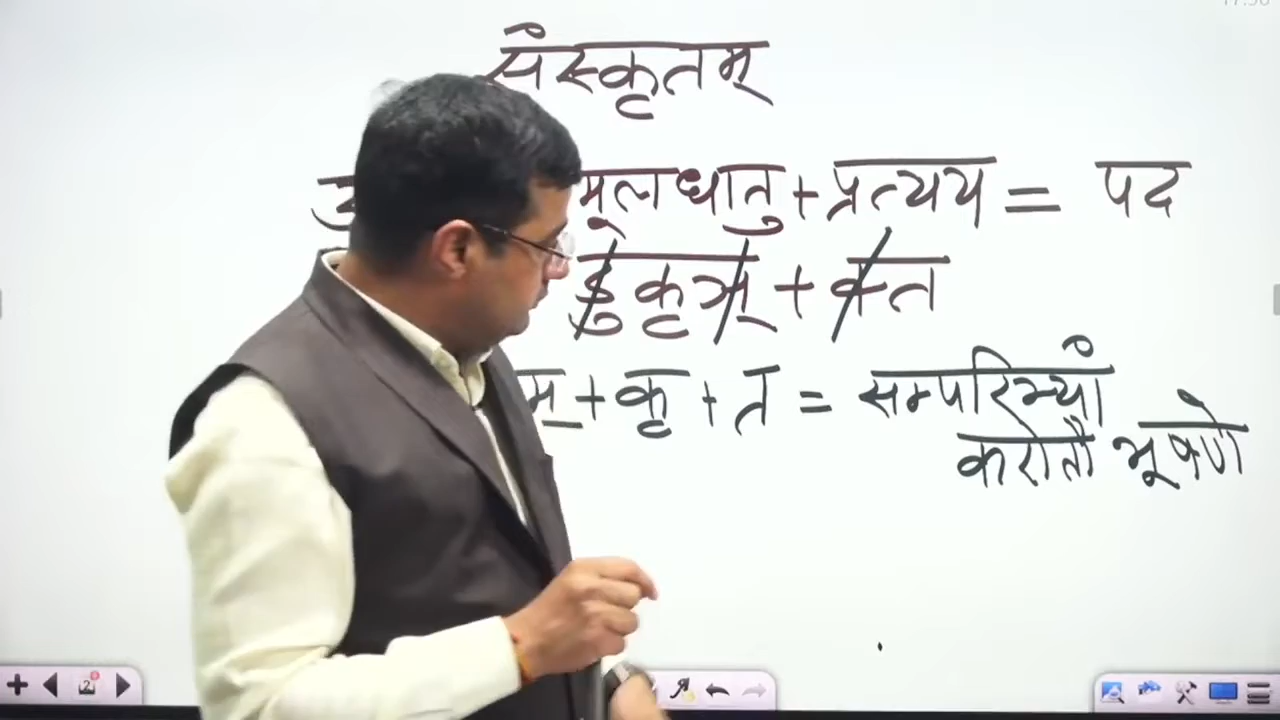 संस्कृतम्
मूलधातु + प्रत्यय = पद
डुकृञ् + क्त
म् + कृ + त = सम्परिभ्यां
करोतौ भूषणे